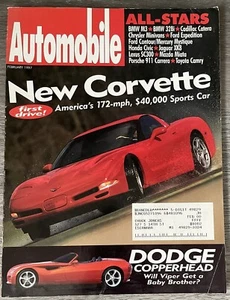 ALL-STARS
Automobile
BMW M3 ★ BMW 328i ★ Cadillac Catera
Chrysler Minivans ★ Ford Expedition
Ford Contour/Mercury Mystique
Honda Civic ★ Jaguar XK8
Lexus SC300 ★ Mazda Miata
Porsche 911 Carrera ★ Toyota Camry
FEBRUARY 1997
New Corvette
first drive!
America's 172-mph, $40,000 Sports Car
DODGE
COPPERHEAD
Will Viper Get a
Baby Brother?